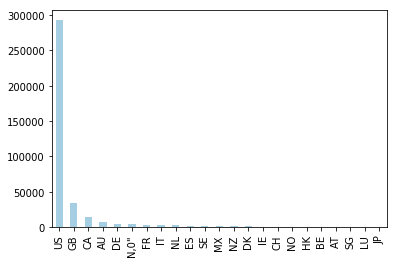 300000
250000
200000
150000
100000
50000
0
US
GB
CA
AU
DE
N,0"
FR
IT
NL
ES
SE
MX
NZ
DK
IE
CH
NO
HK
BE
AT
SG
LU
JP